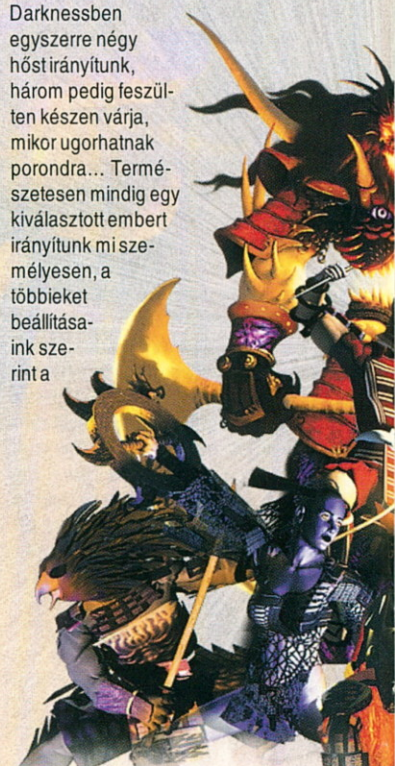 Darknessben
egyszerre négy
hőst irányítunk,
három pedig feszül-
ten készen várja,
mikor ugorhatnak
porondra... Termé-
szetesen mindig egy
kiválasztott embert
irányítunk mi sze-
mélyesen, a
többieket
beállítása-
ink sze-
rint a